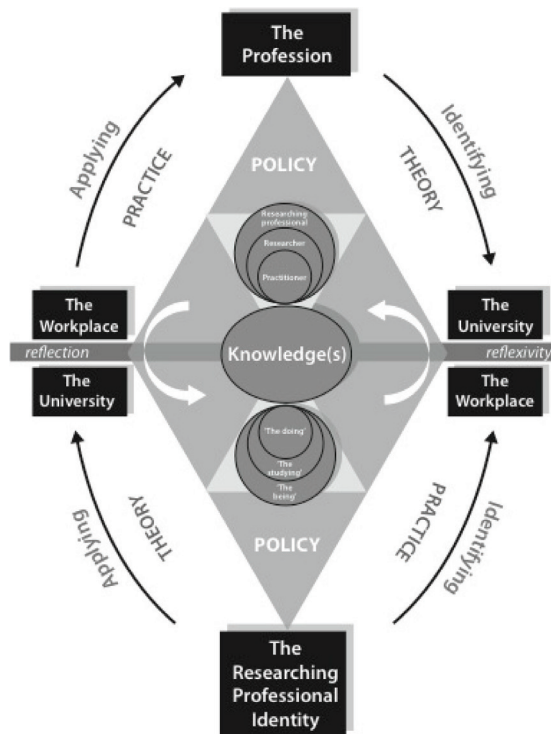 The
Profession
Applying
PRACTICE
Identifying
THEORY
POLICY
Researching
professional
Researcher
Practitioner
The
Workplace
The
University
reflection
Knowledge(s)
reflexivity
The
University
The
Workplace
'The doing'
'The
studying'
'The
being'
POLICY
THEORY
Applying
PRACTICE
Identifying
The
Researching
Professional
Identity